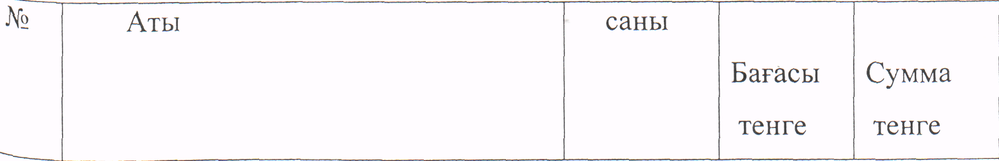 № Аты саны
Бағасы Сумма
тенге тенге